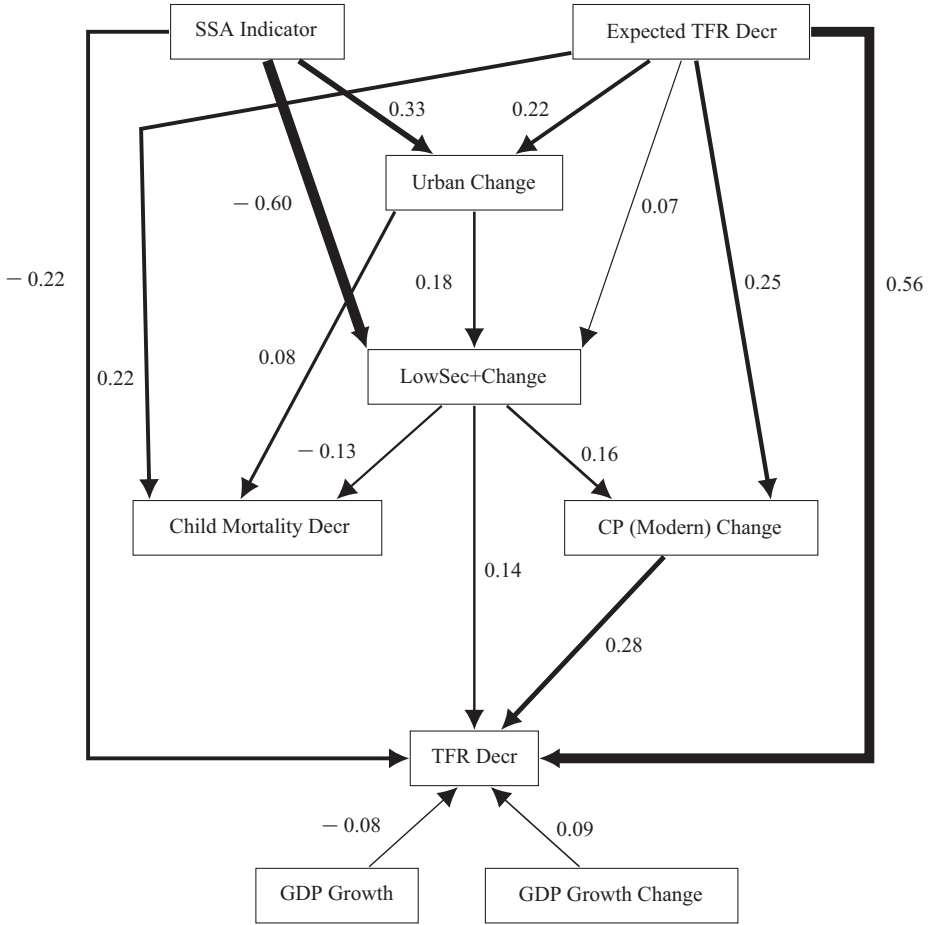 SSA Indicator
Expected TFR Decr
0.33
0.22
Urban Change
− 0.60
0.07
− 0.22
0.18
0.25
0.56
0.08
0.22
LowSec+Change
− 0.13
0.16
Child Mortality Decr
CP (Modern) Change
0.14
0.28
TFR Decr
− 0.08
0.09
GDP Growth
GDP Growth Change